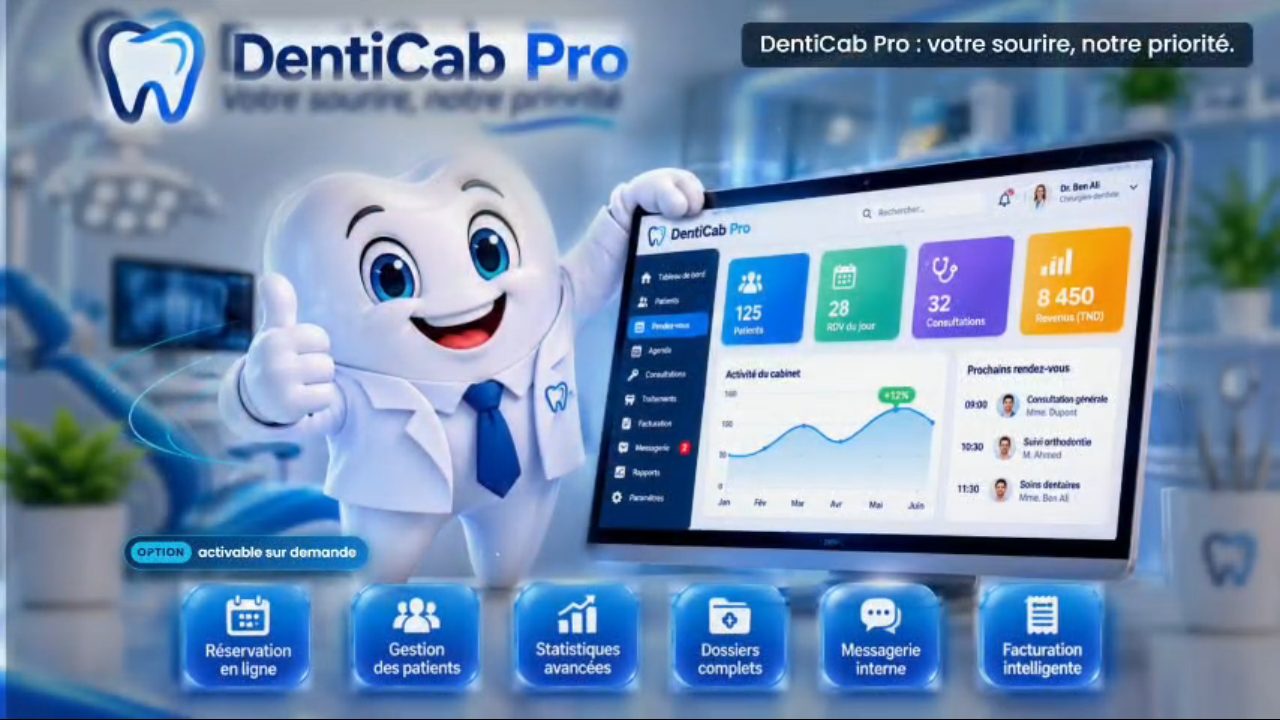 DentiCab Pro
Votre sourire, notre priorité
DentiCab Pro : votre sourire, notre priorité.
DentiCab Pro
Rechercher...
Dr. Ben Ali
Chirurgien-dentiste
Tableau de bord
Patients
Rendez-vous
Agenda
Consultations
Traitements
Facturation
Messagerie
Rapports
Paramètres
125
Patients
28
RDV du jour
32
Consultations
8 450
Revenus (TND)
Activité du cabinet
+12%
0
Jan Fév Mar Avr Mai Juin
Prochains rendez-vous
09:00 Consultation générale
Mme. Dupont
10:30 Suivi orthodontie
M. Ahmed
11:30 Soins dentaires
Mme. Ben Ali
OPTION activable sur demande
Réservation
en ligne
Gestion
des patients
Statistiques
avancées
Dossiers
complets
Messagerie
interne
Facturation
intelligente